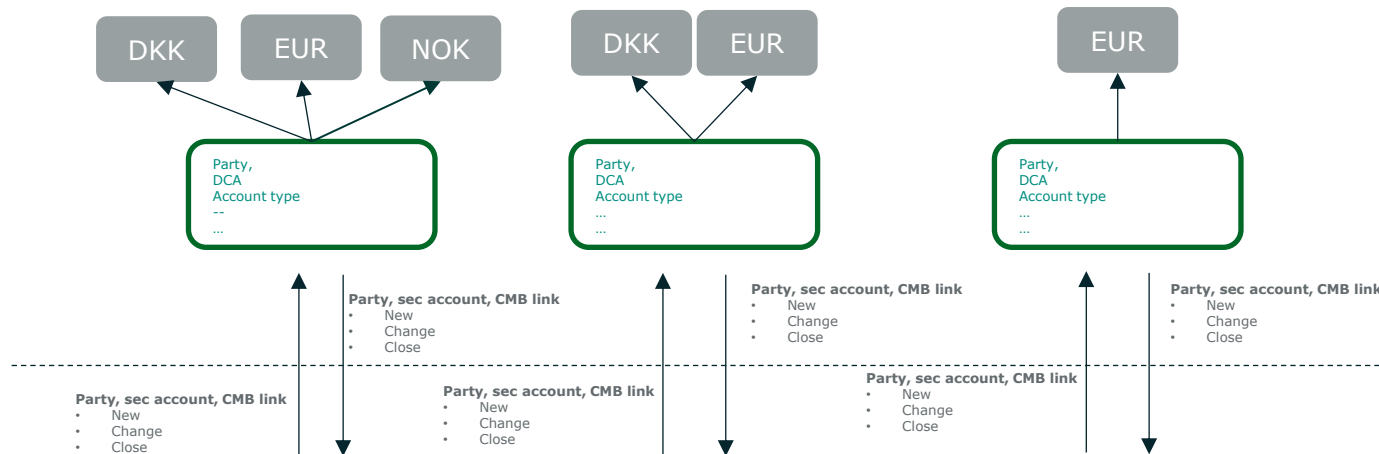 DKK
EUR
NOK
DKK
EUR
EUR
Party,
DCA
Account type
--
...
Party,
DCA
Account type
...
...
Party,
DCA
Account type
...
...
Party, sec account, CMB link
• New
• Change
• Close
Party, sec account, CMB link
• New
• Change
• Close
Party, sec account, CMB link
• New
• Change
• Close
Party, sec account, CMB link
• New
• Change
• Close
Party, sec account, CMB link
• New
• Change
• Close
Party, sec account, CMB link
• New
• Change
• Close